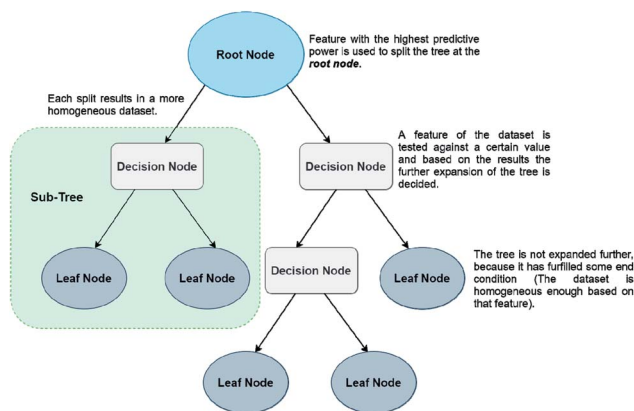 Root Node
Feature with the highest predictive
power is used to split the tree at the
root node.
Each split results in a more
homogeneous dataset.
A feature of the dataset is
tested against a certain value
and based on the results the
further expansion of the tree is
decided.
Decision Node
Decision Node
Sub-Tree
Leaf Node
Leaf Node
Decision Node
Leaf Node
The tree is not expanded further,
because it has furfilled some end
condition (The dataset is
homogeneous enough based on
that feature).
Leaf Node
Leaf Node